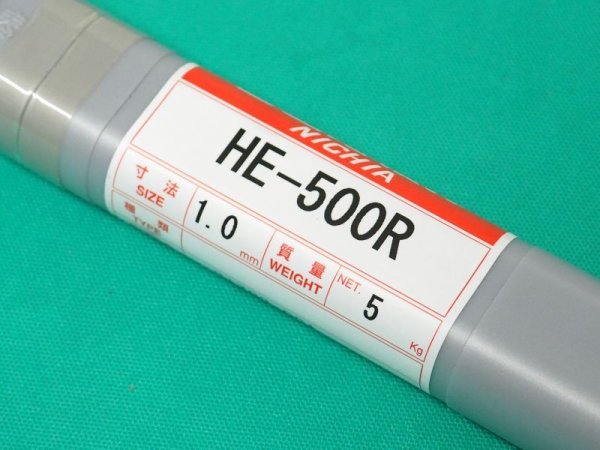 NICHIA
HE-500R
寸法 1.0 mm 質量 NET. 5 Kg
SIZE WEIGHT
種類
TYPE